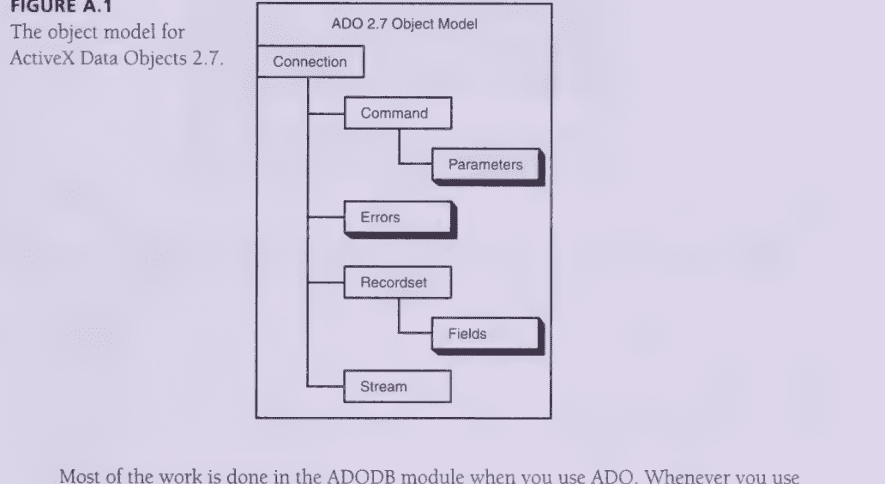 FIGURE A.1
The object model for
ActiveX Data Objects 2.7.
ADO 2.7 Object Model
Connection
Command
Parameters
Errors
Recordset
Fields
Stream
Most of the work is done in the ADODB module when you use ADO. Whenever you use